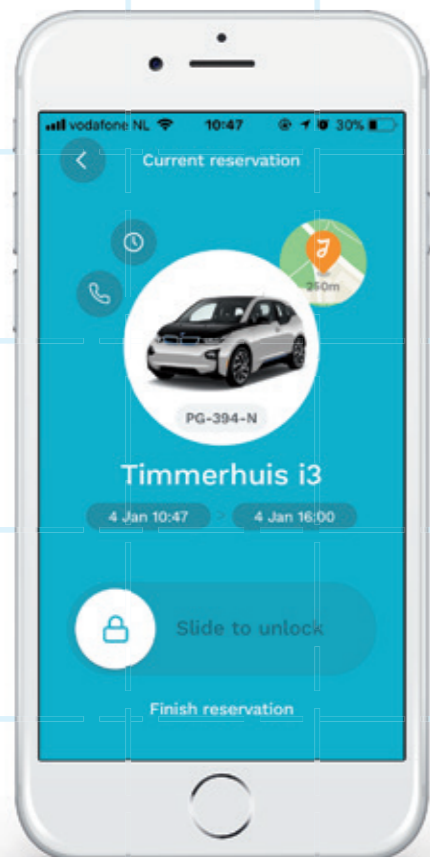 vodafone NL 10:47 30%
Current reservation
250m
PG-394-N
Timmerhuis i3
4 Jan 10:47 > 4 Jan 16:00
Slide to unlock
Finish reservation